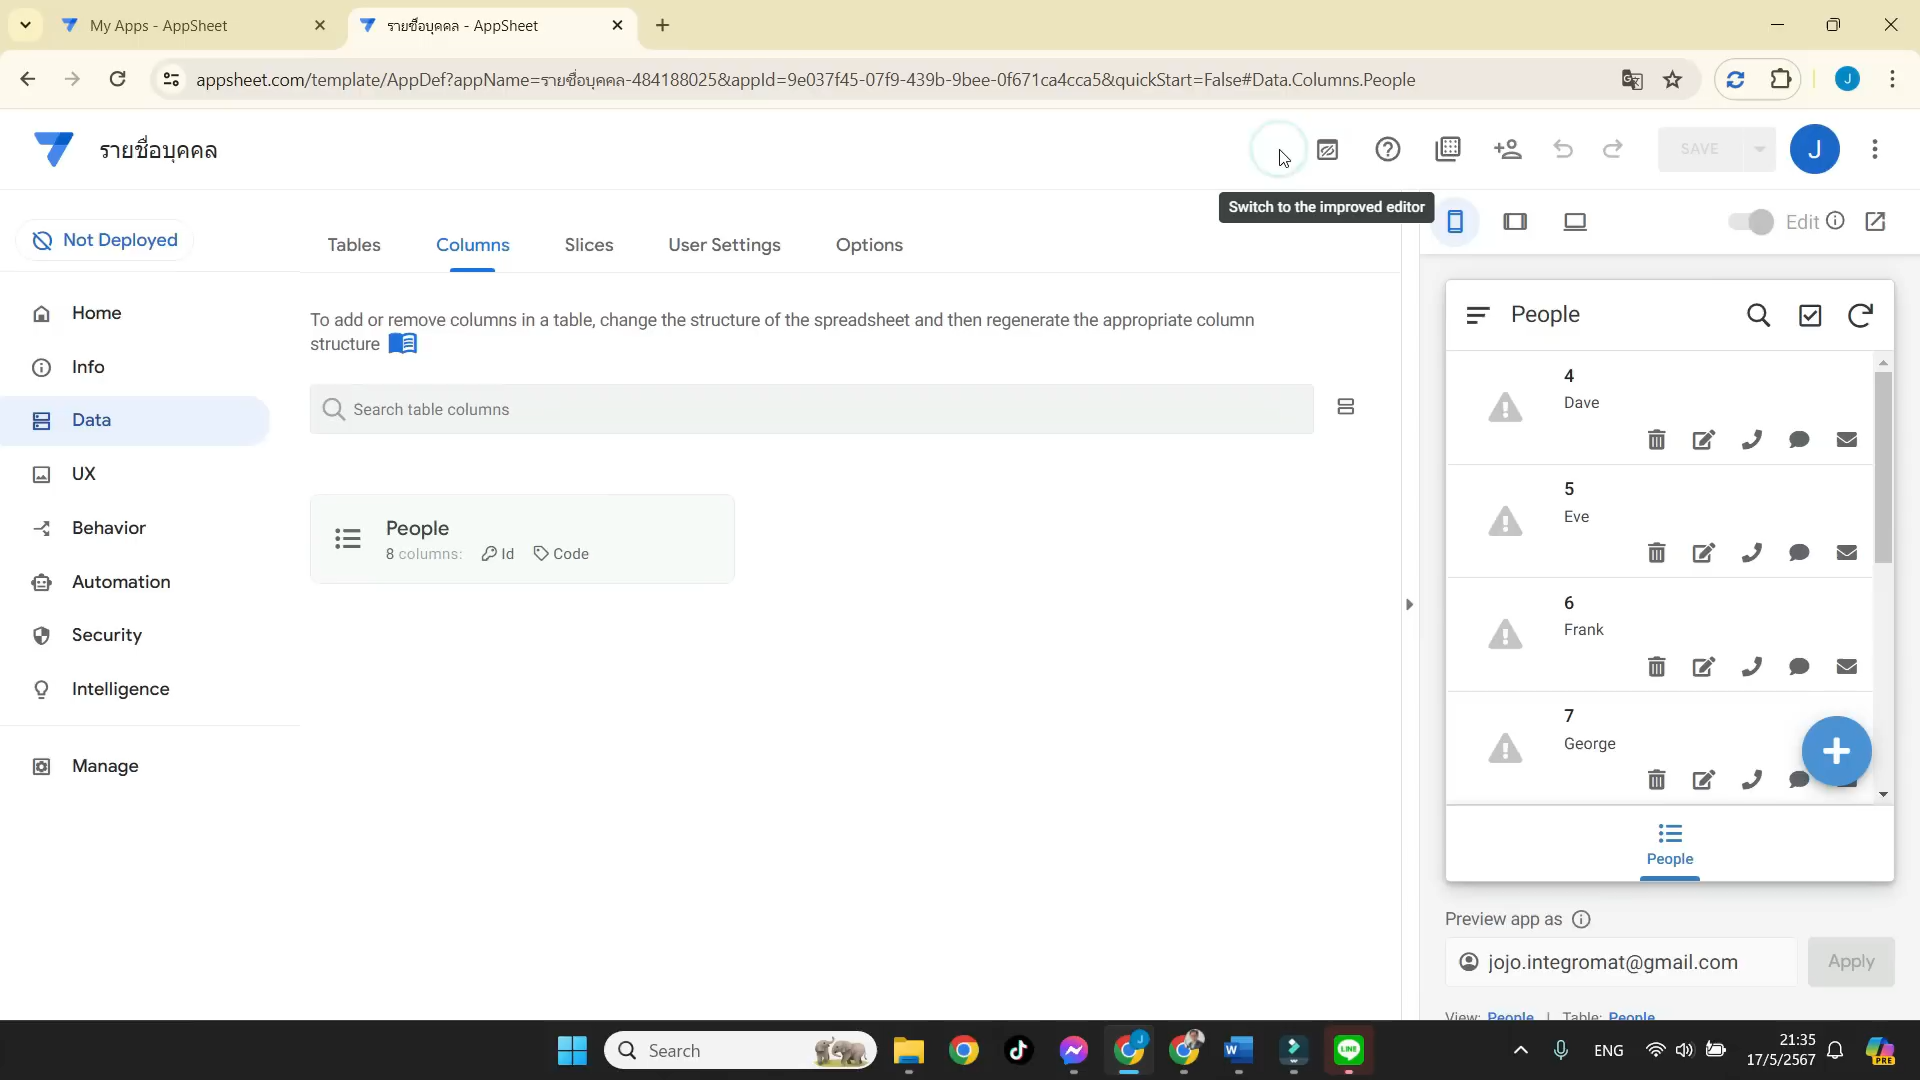 My Apps - AppSheet
รายชื่อบุคคล - AppSheet
appsheet.com/template/AppDef?appName=รายชื่อบุคคล-484188025&appId=9e037f45-07f9-439b-9bee-0f671ca4cca5&quickStart=False#Data.Columns.People
J
รายชื่อบุคคล
SAVE
J
Switch to the improved editor
Not Deployed
Tables
Columns
Slices
User Settings
Options
Edit
Home
Info
Data
UX
Behavior
Automation
Security
Intelligence
Manage
To add or remove columns in a table, change the structure of the spreadsheet and then regenerate the appropriate column
structure
Search table columns
People
8 columns:
Id
Code
People
4
Dave
5
Eve
6
Frank
7
George
People
Preview app as
jojo.integromat@gmail.com
Apply
View: People | Table: People
Search
LINE
ENG
21:35
17/5/2567
PRE